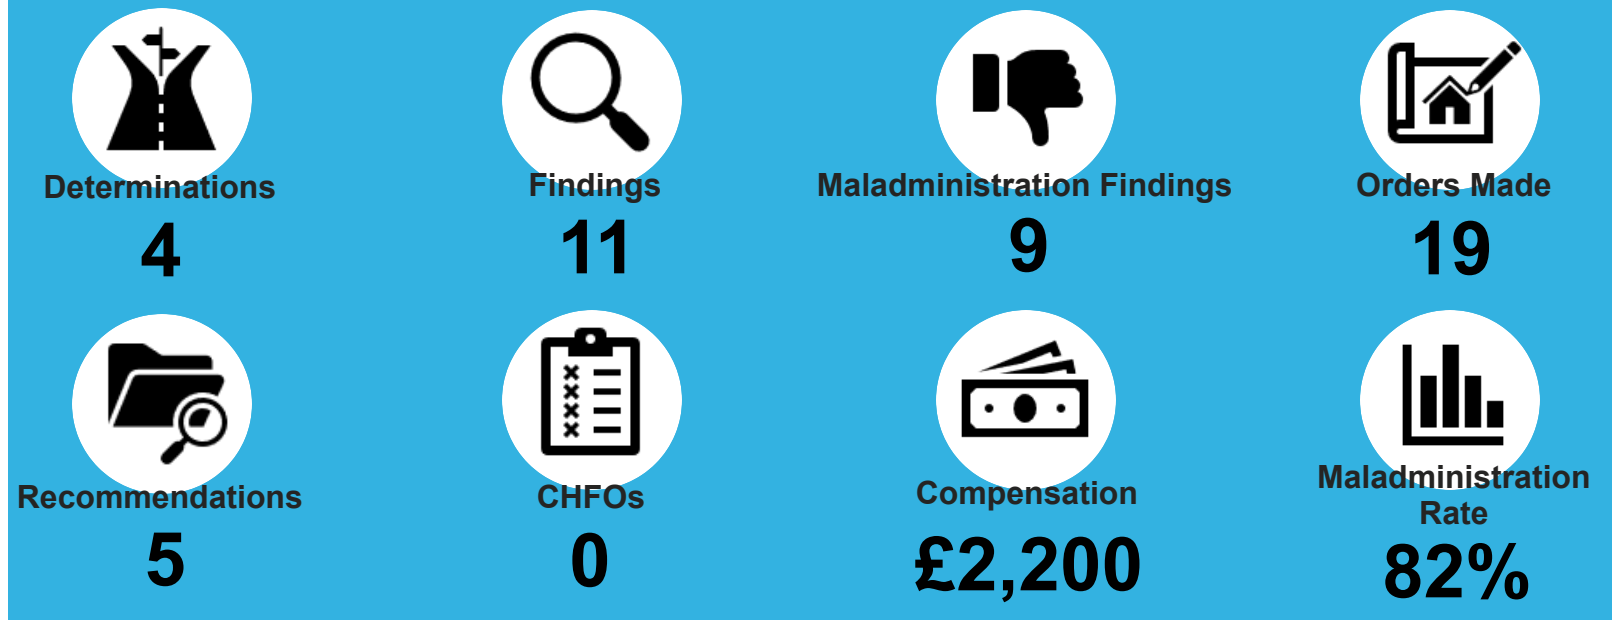 Determinations
4
Findings
11
Maladministration Findings
9
Orders Made
19
Recommendations
5
CHFOs
0
Compensation
£2,200
Maladministration
Rate
82%